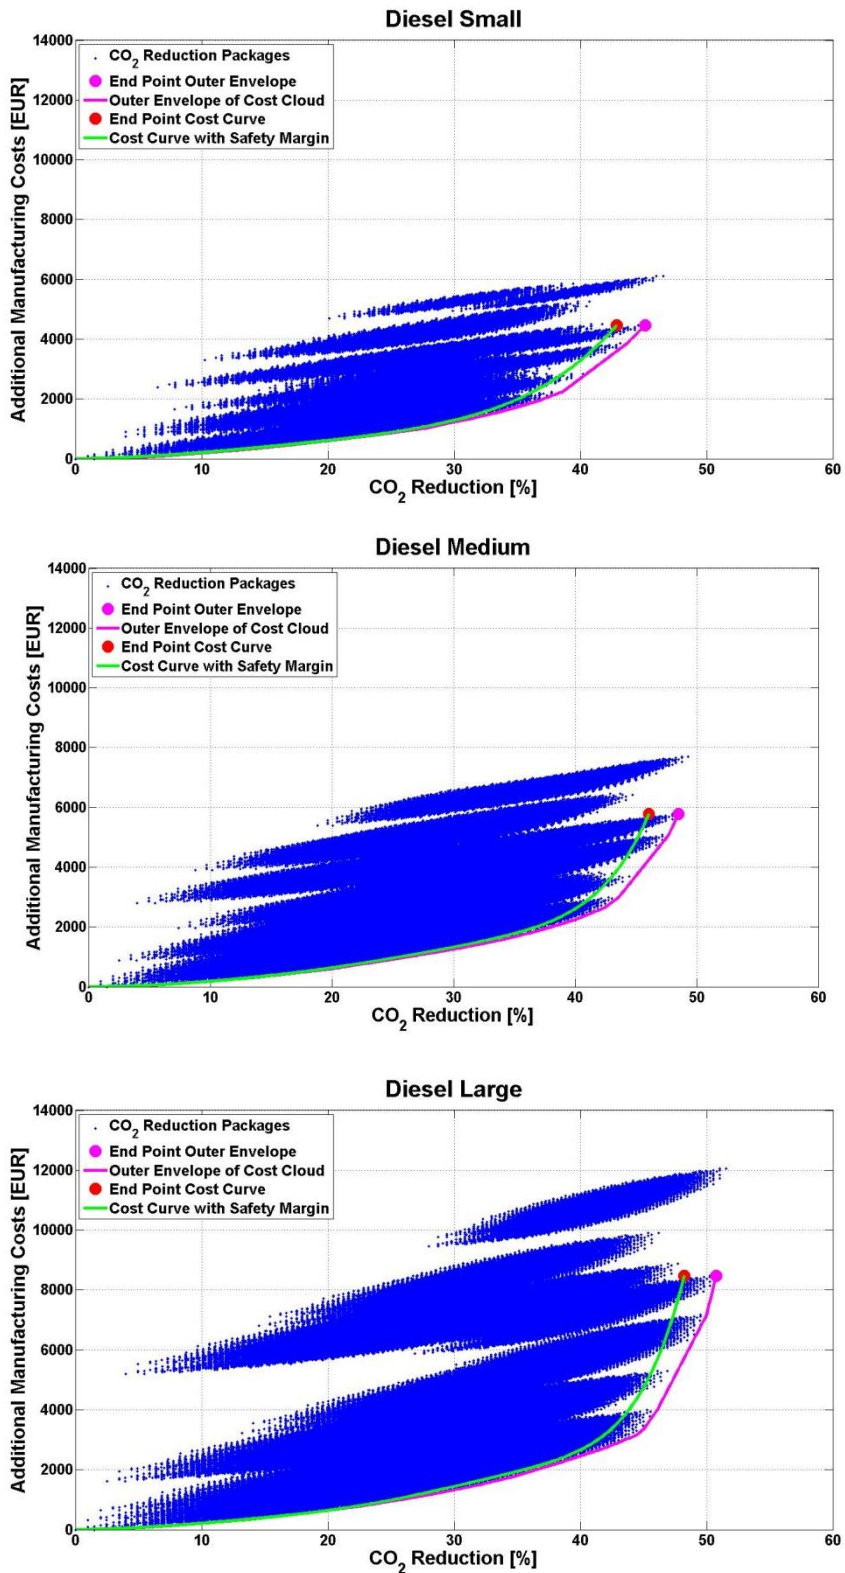 Diesel Small
Additional Manufacturing Costs [EUR]
14000
12000
10000
8000
6000
4000
2000
0
CO2 Reduction Packages
End Point Outer Envelope
Outer Envelope of Cost Cloud
End Point Cost Curve
Cost Curve with Safety Margin
0 10 20 30 40 50 60
CO2 Reduction [%]
Diesel Medium
Additional Manufacturing Costs [EUR]
14000
12000
10000
8000
6000
4000
2000
0
CO2 Reduction Packages
End Point Outer Envelope
Outer Envelope of Cost Cloud
End Point Cost Curve
Cost Curve with Safety Margin
0 10 20 30 40 50 60
CO2 Reduction [%]
Diesel Large
Additional Manufacturing Costs [EUR]
14000
12000
10000
8000
6000
4000
2000
0
CO2 Reduction Packages
End Point Outer Envelope
Outer Envelope of Cost Cloud
End Point Cost Curve
Cost Curve with Safety Margin
0 10 20 30 40 50 60
CO2 Reduction [%]